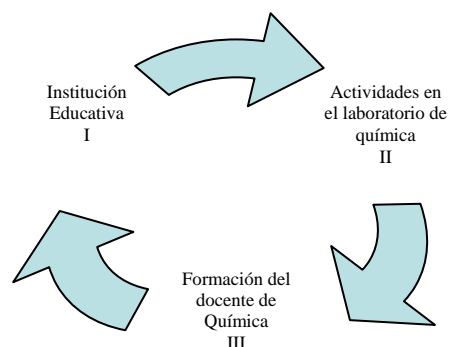 Institución
Educativa
I
Actividades en
el laboratorio de
química
II
Formación del
docente de
Química
III